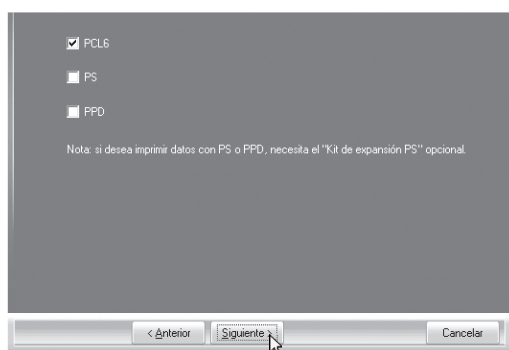 PCL6
PS
PPD
Nota: si desea imprimir datos con PS o PPD, necesita el "Kit de expansión PS" opcional.
< Anterior Siguiente > Cancelar